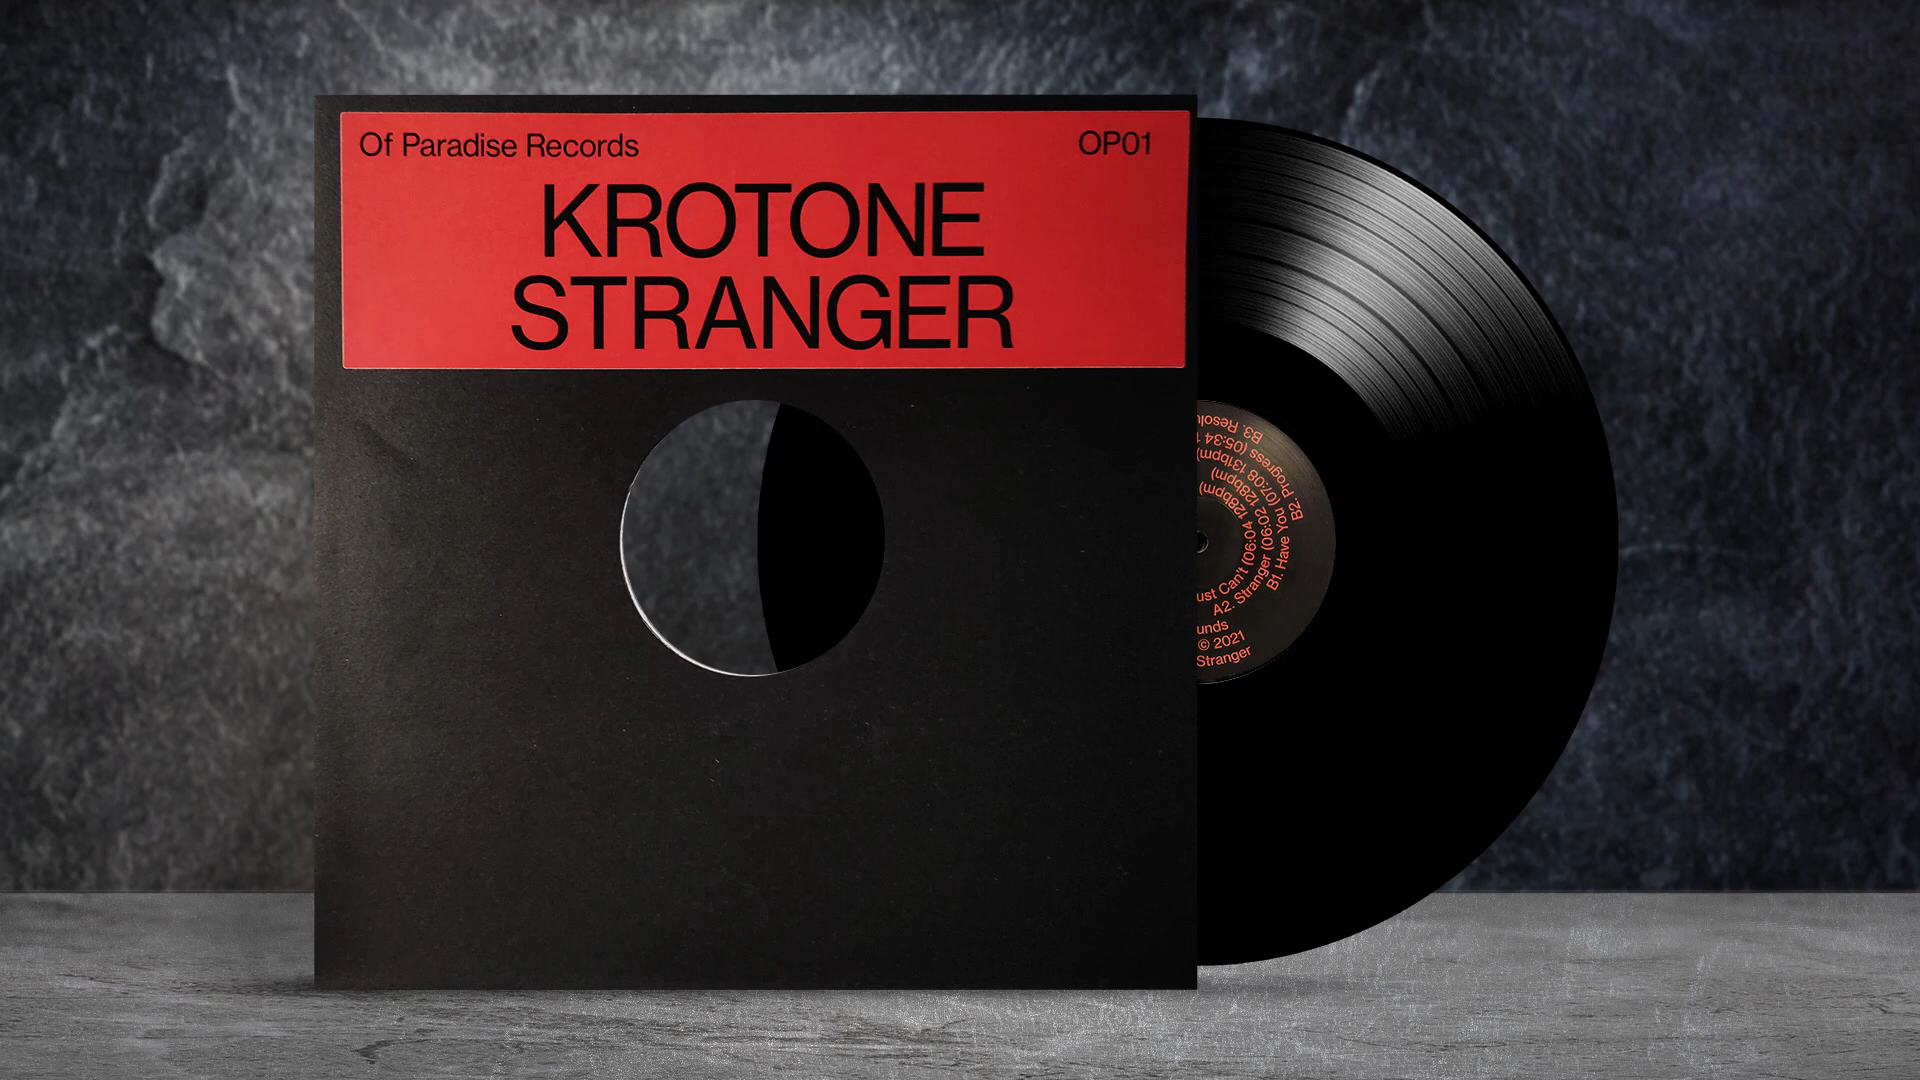 Of Paradise Records
OP01
KROTONE
STRANGER
B3. Resolu
B2. Progress (05:34 1
B1. Have You (07:08 131bpm)
A2. Stranger (06:02 128bpm)
ust Can't (06:04 128bpm)
unds
© 2021
Stranger